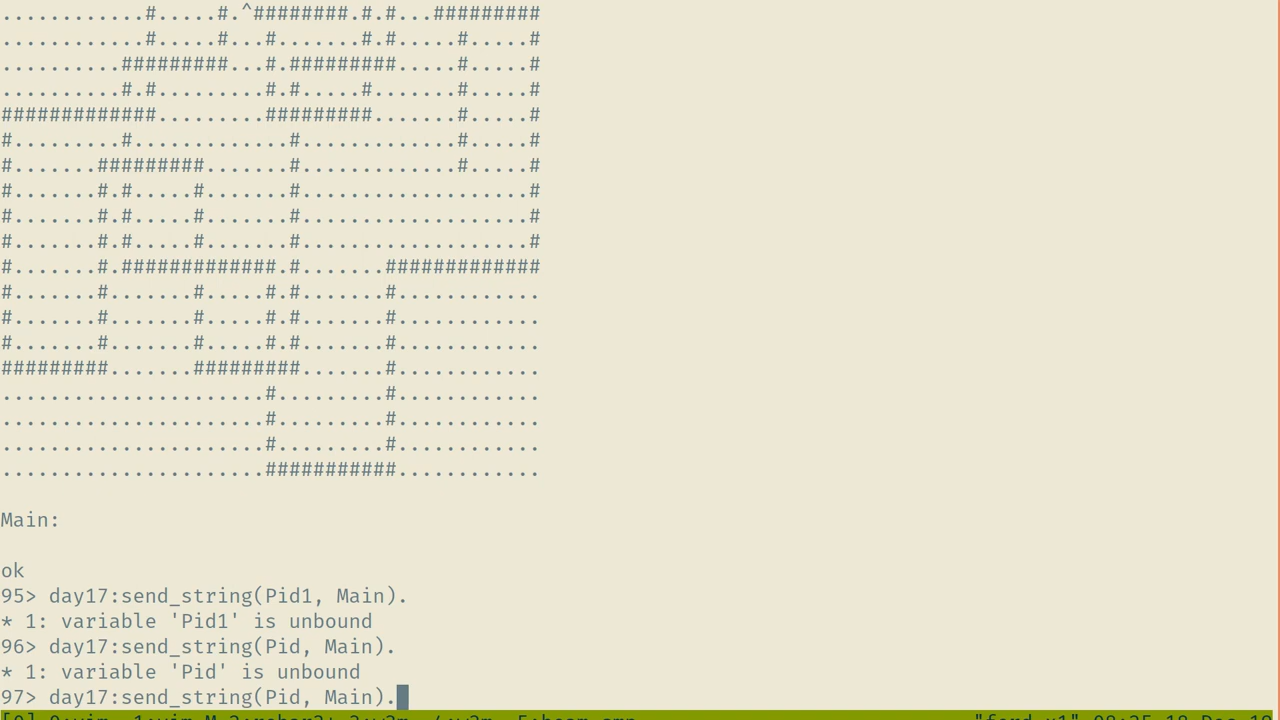 ............#.....#.^########.#.#...#########
............#.....#...#.......#.#.....#.....#
..........#########...#.#########.....#.....#
..........#.#.........#.#.....#.......#.....#
#############.........#########.......#.....#
#.........#.............#.............#.....#
#.......#########.......#.............#.....#
#.......#.#.....#.......#...................#
#.......#.#.....#.......#...................#
#.......#.#.....#.......#...................#
#.......#.#############.#.......#############
#.......#.......#.....#.#.......#............
#.......#.......#.....#.#.......#............
#.......#.......#.....#.#.......#............
#########.......#########.......#............
......................#.........#............
......................#.........#............
......................#.........#............
......................###########............
Main:
ok
95> day17:send_string(Pid1, Main).
* 1: variable 'Pid1' is unbound
96> day17:send_string(Pid, Main).
* 1: variable 'Pid' is unbound
97> day17:send_string(Pid, Main).